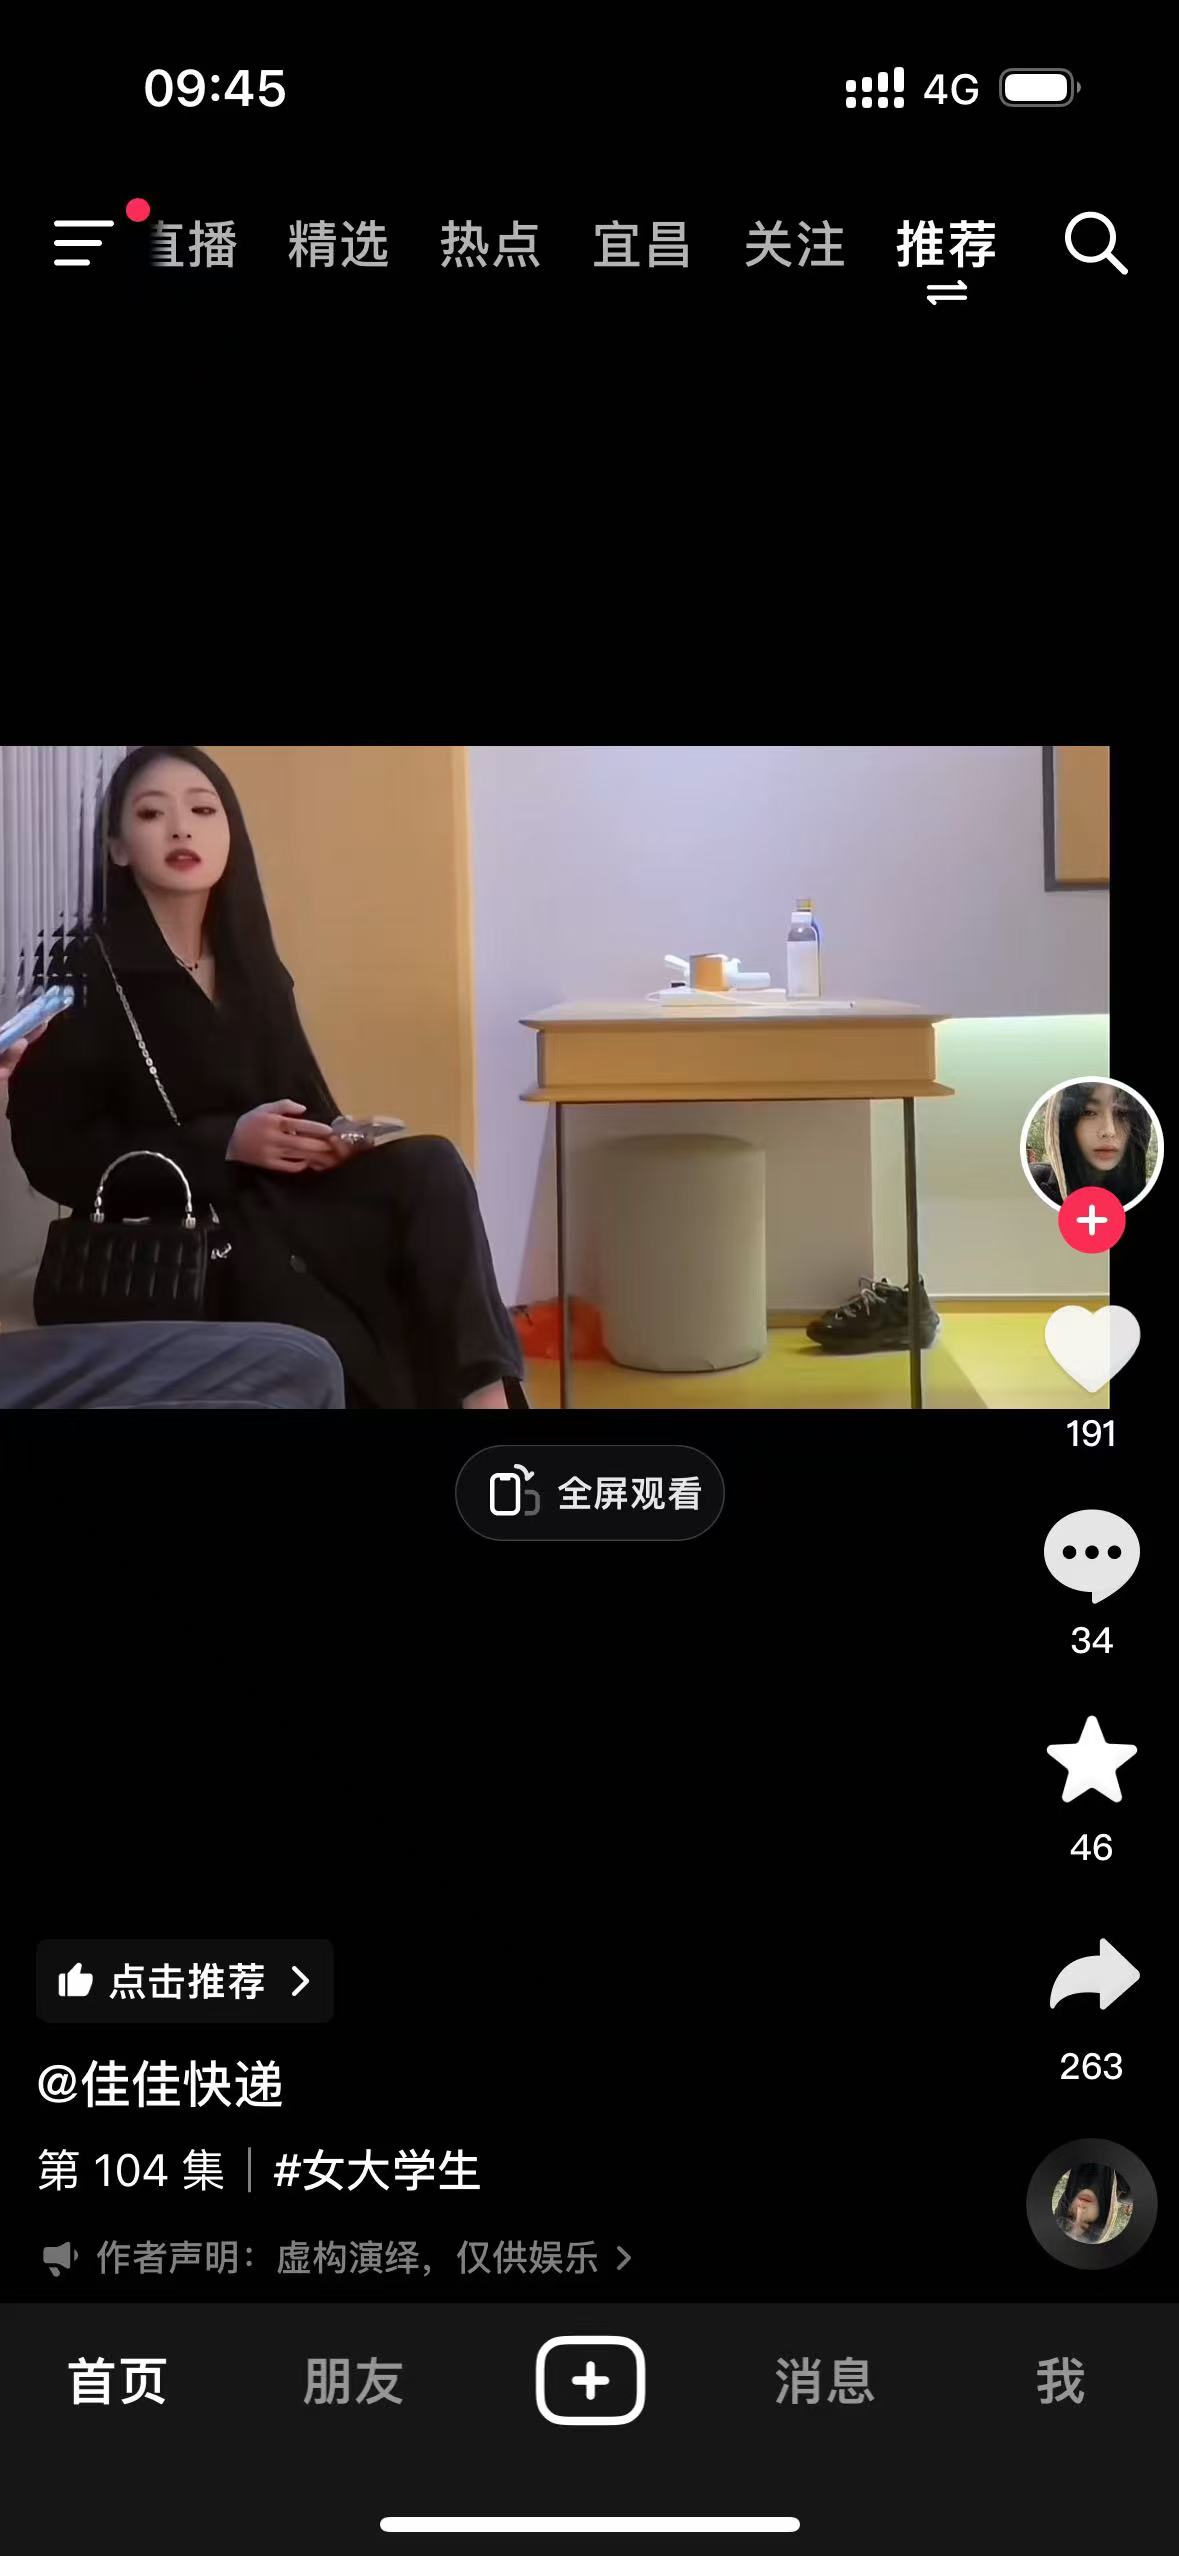 09:45
4G
直播 精选 热点 宜昌 关注 推荐
191
全屏观看
34
46
点击推荐
263
@佳佳快递
第 104 集 | #女大学生
作者声明：虚构演绎，仅供娱乐
首页 朋友 消息 我